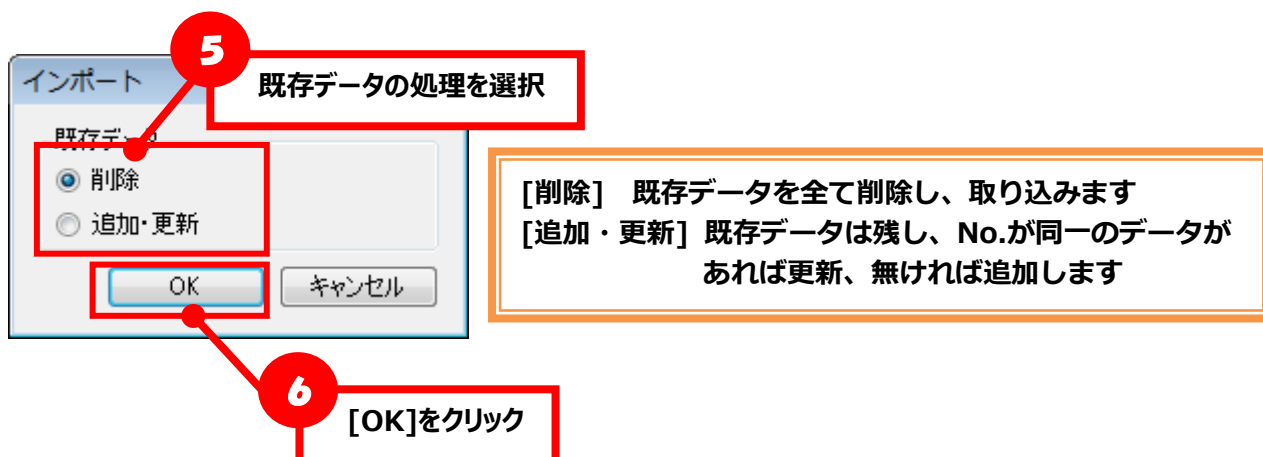 5
既存データの処理を選択
インポート
既存データ
削除
追加・更新
OK
キャンセル
[削除] 既存データを全て削除し、取り込みます
[追加・更新] 既存データは残し、No.が同一のデータが
あれば更新、無ければ追加します
6
[OK]をクリック